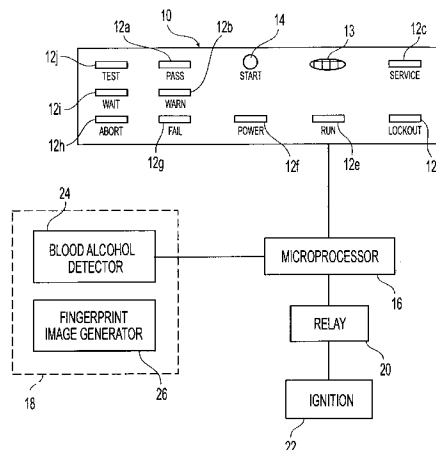 12a
10
14
12b
13
12c
12j
TEST
PASS
START
SERVICE
12i
WAIT
WARN
12h
ABORT
FAIL
POWER
RUN
LOCKOUT
12g
12f
12e
24
BLOOD ALCOHOL
DETECTOR
MICROPROCESSOR
16
FINGERPRINT
IMAGE GENERATOR
RELAY
20
18
26
IGNITION
22